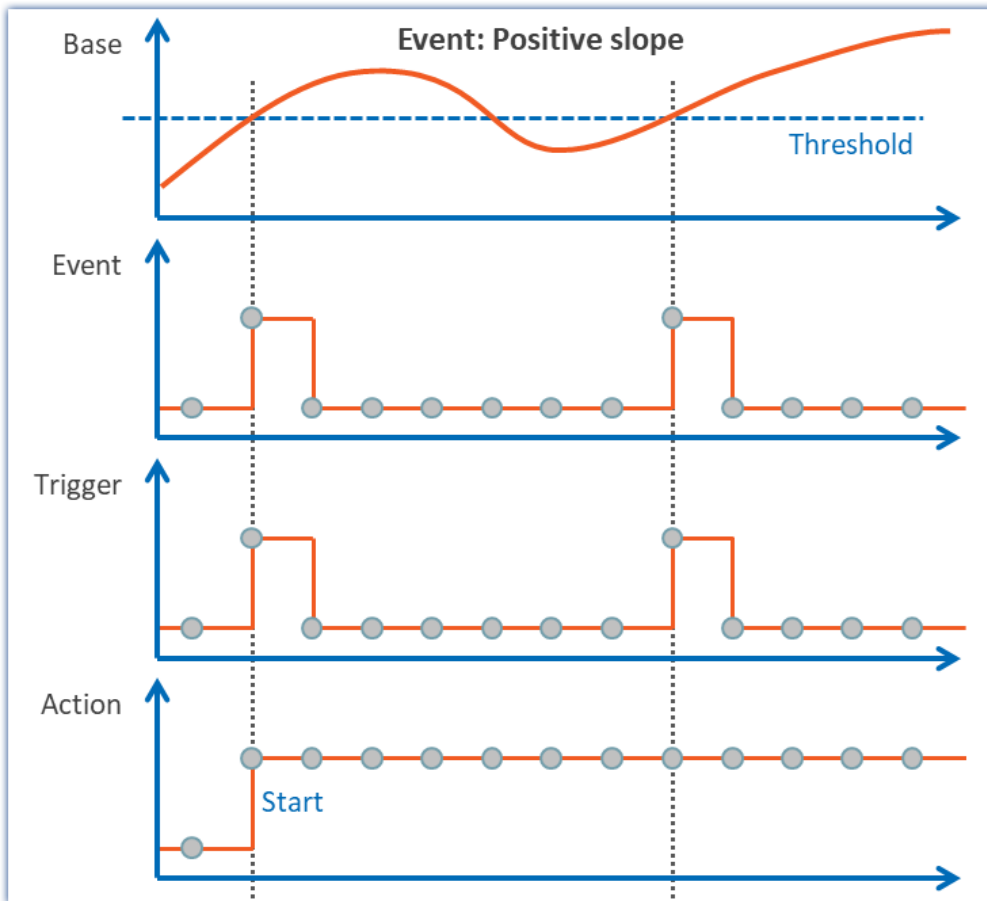 Base
Event: Positive slope
Threshold
Event
Trigger
Action
Start